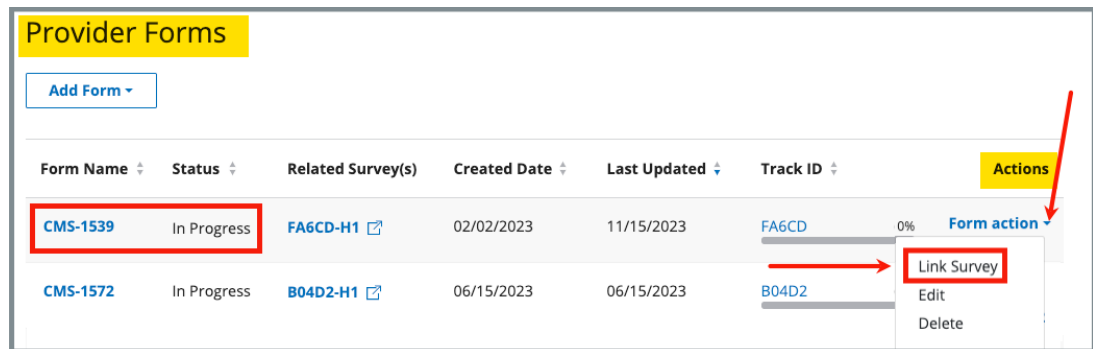 Provider Forms
Add Form
Form Name Status Related Survey(s) Created Date Last Updated Track ID Actions
CMS-1539 In Progress FA6CD-H1 02/02/2023 11/15/2023 FA6CD 0% Form action
Link Survey
CMS-1572 In Progress B04D2-H1 06/15/2023 06/15/2023 B04D2 Edit
Delete